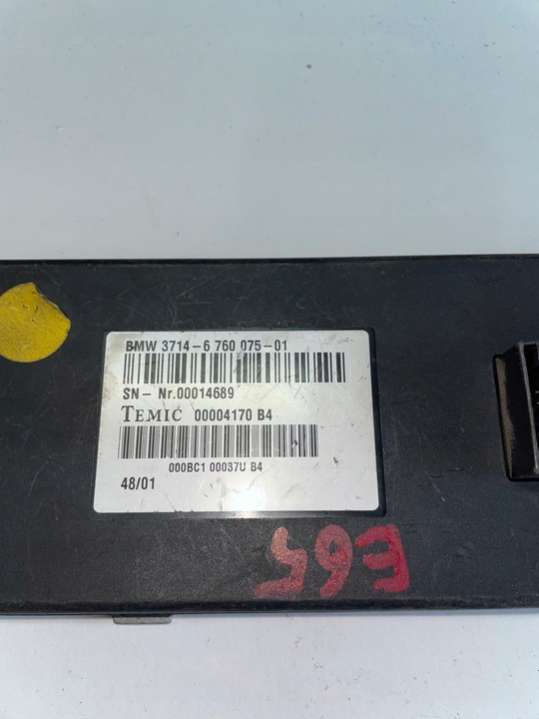 BMW 3714-6 760 075-01
SN- Nr.00014689
TEMIC 00004170 B4
000BC1 00037U B4
48/01
E65